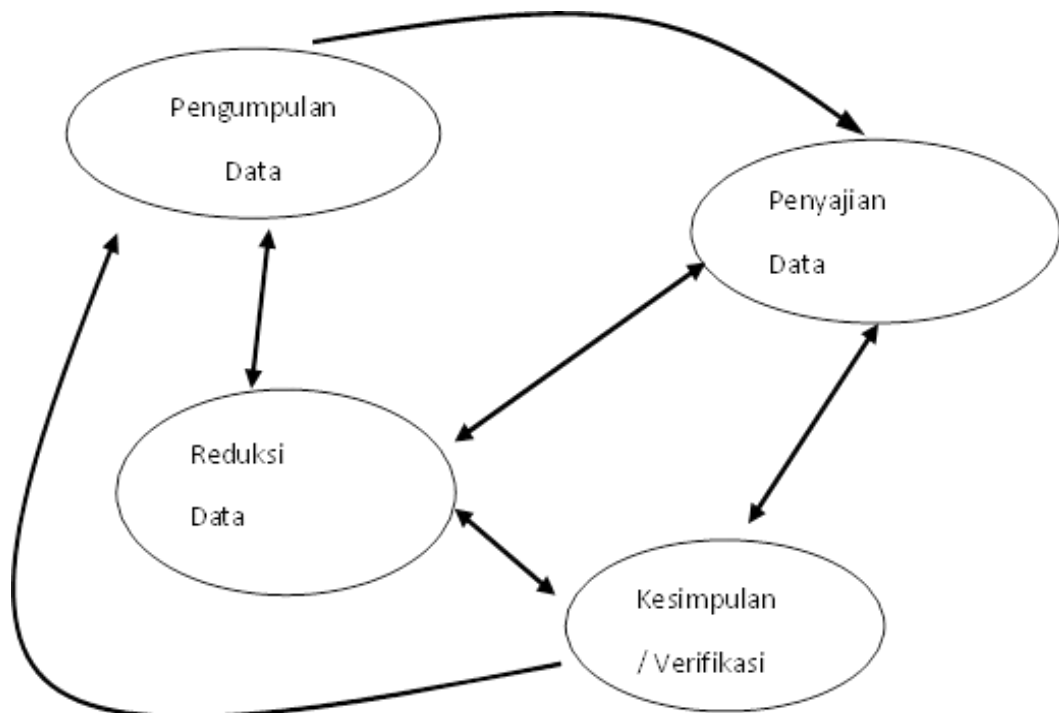 Pengumpulan
Data
Penyajian
Data
Reduksi
Data
Kesimpulan
/ Verifikasi